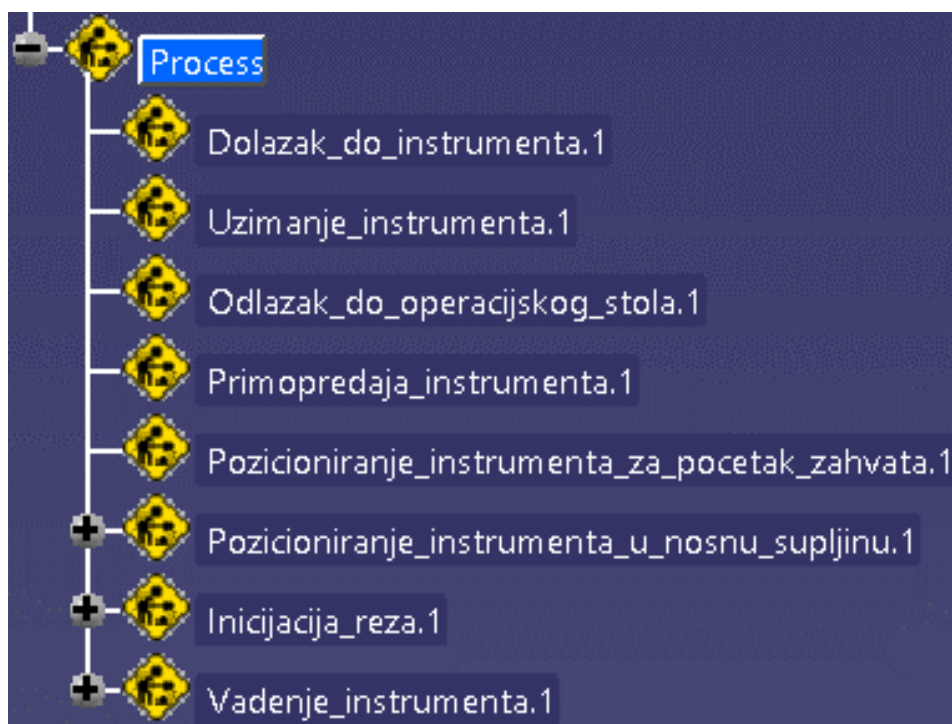 Process
Dolazak_do_instrumenta.1
Uzimanje_instrumenta.1
Odlazak_do_operacijskog_stola.1
Primopredaja_instrumenta.1
Pozicioniranje_instrumenta_za_pocetak_zahvata.1
Pozicioniranje_instrumenta_u_nosnu_supljinu.1
Inicijacija_reza.1
Vadenje_instrumenta.1